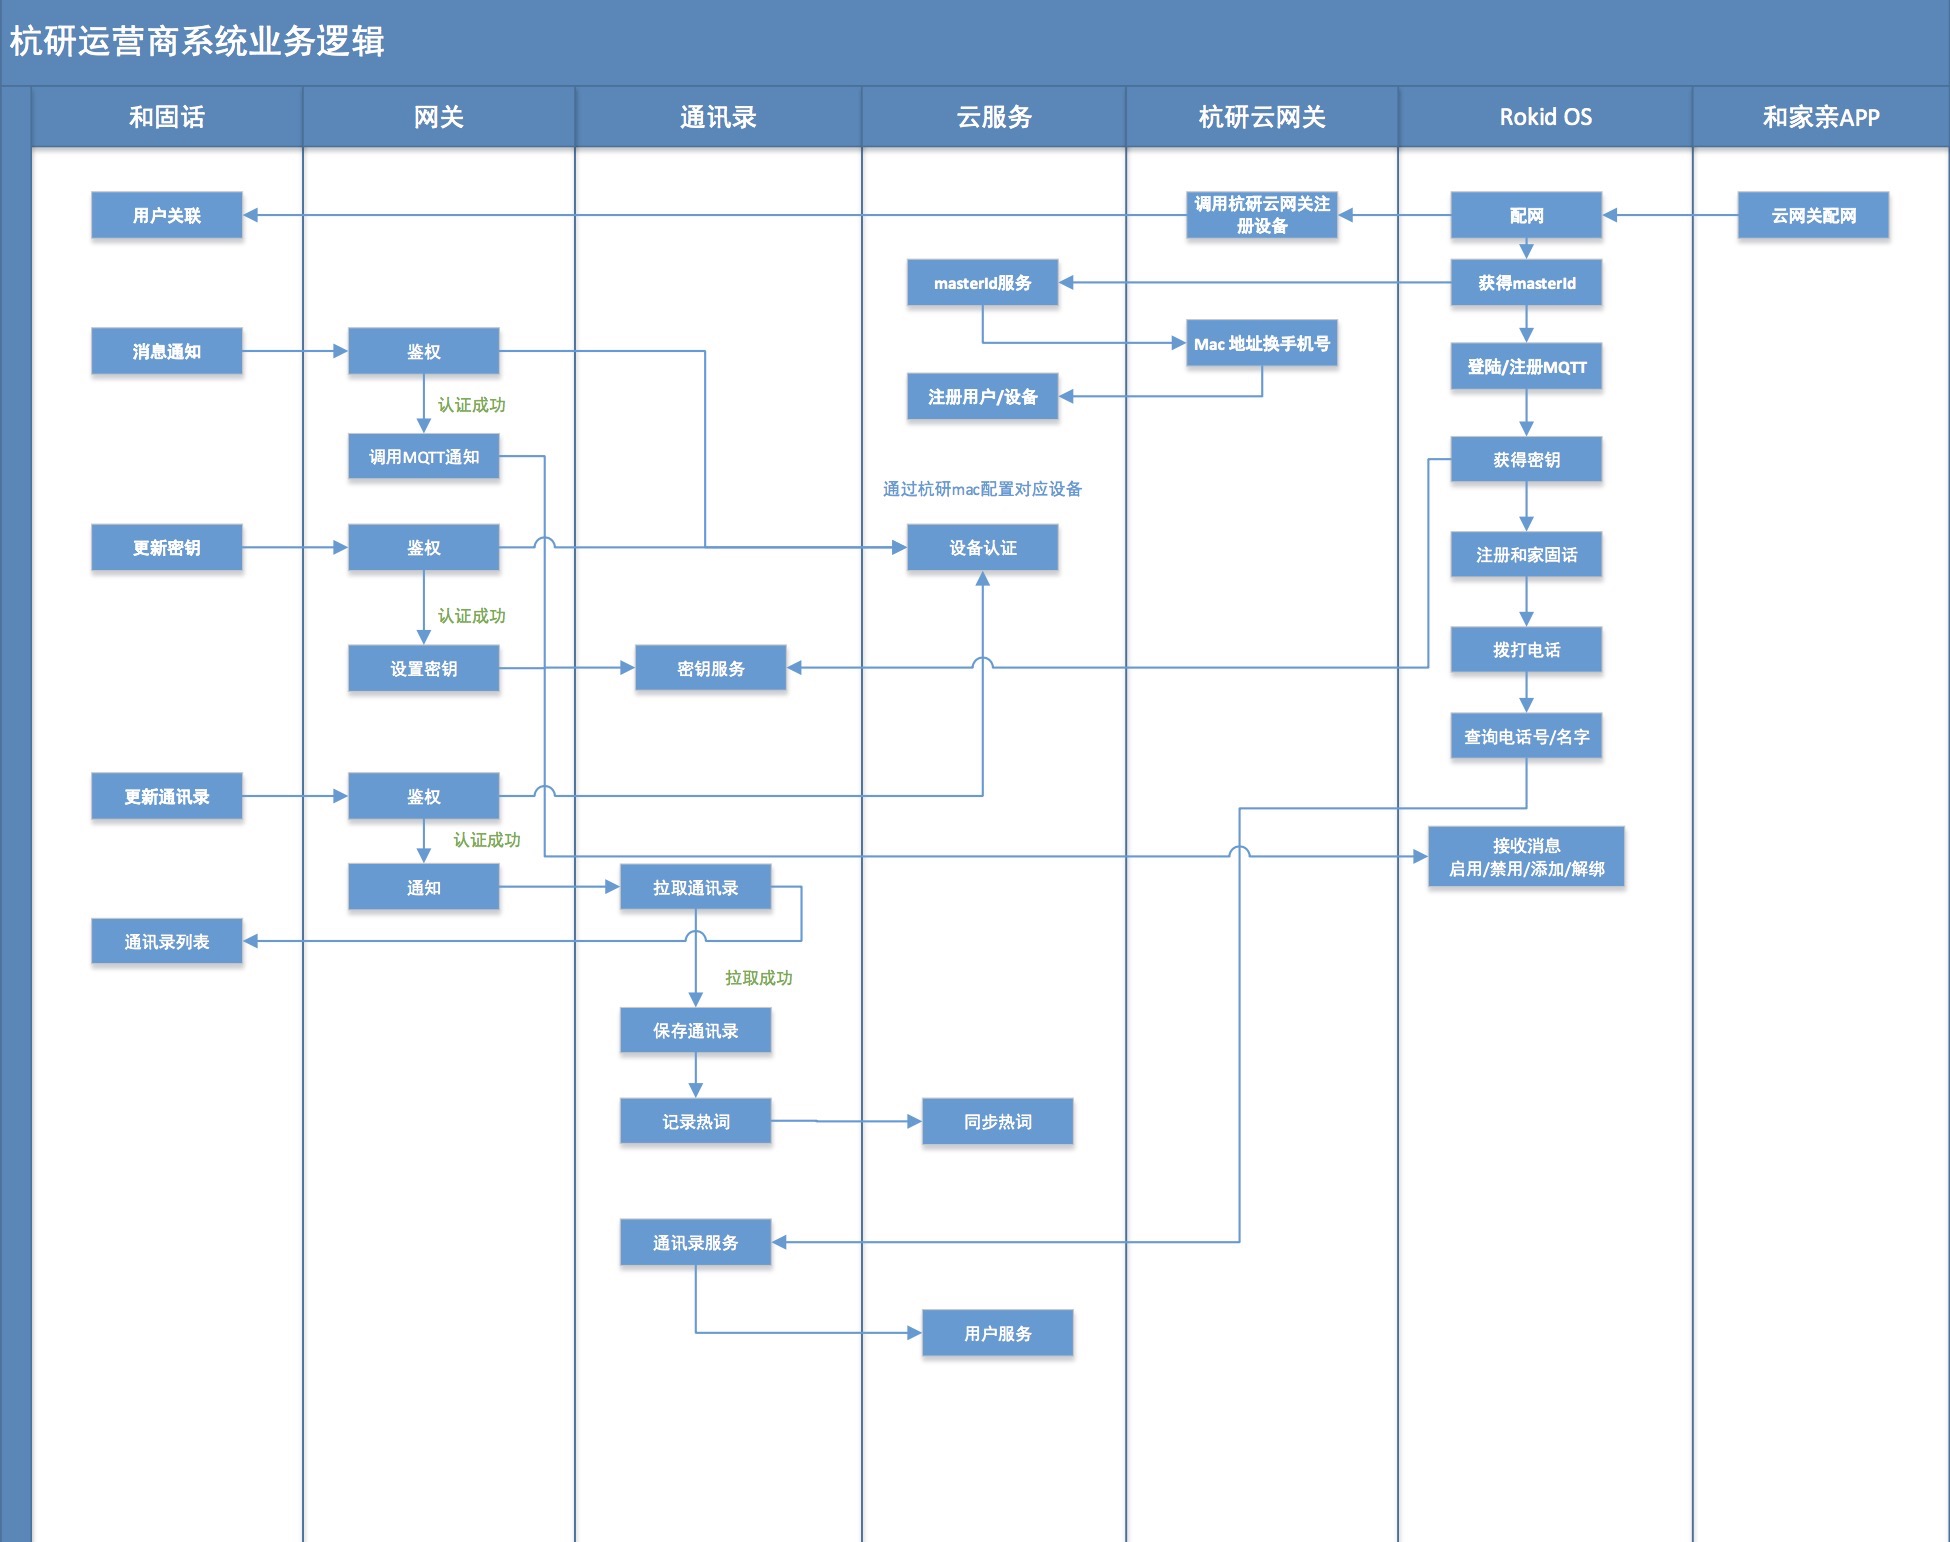 杭研运营商系统业务逻辑
和固话
网关
通讯录
云服务
杭研云网关
Rokid OS
和家亲APP
用户关联
调用杭研云网关注
册设备
配网
云网关配网
masterId服务
获得masterId
消息通知
鉴权
Mac 地址换手机号
登陆/注册MQTT
认证成功
注册用户/设备
调用MQTT通知
获得密钥
通过杭研mac配置对应设备
更新密钥
鉴权
设备认证
注册和家固话
认证成功
设置密钥
密钥服务
拨打电话
查询电话号/名字
更新通讯录
鉴权
认证成功
接收消息
启用/禁用/添加/解绑
通知
拉取通讯录
通讯录列表
拉取成功
保存通讯录
记录热词
同步热词
通讯录服务
用户服务